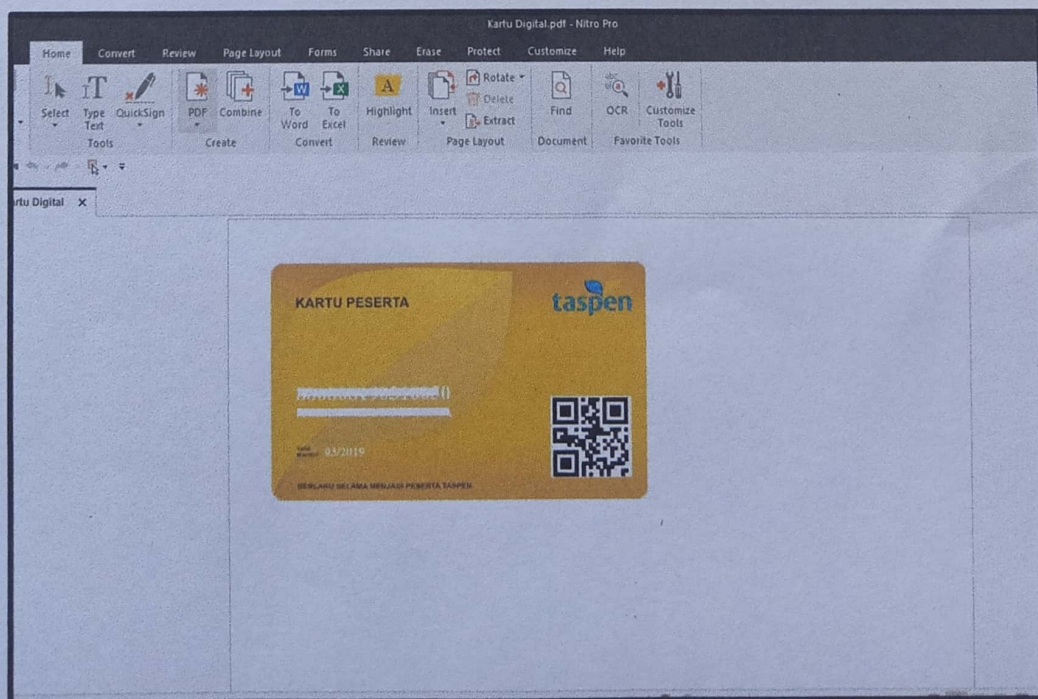 Kartu Digital.pdf - Nitro Pro
Home Convert Review Page Layout Forms Share Erase Protect Customize Help
Select
Type Text
QuickSign
Tools
PDF
Combine
Create
To Word
To Excel
Convert
Highlight
Review
Insert
Rotate
Delete
Extract
Page Layout
Find
Document
OCR
Customize Tools
Favorite Tools
rtu Digital X
KARTU PESERTA
taspen
03/2019
BERLAKU SELAMA MENJADI PESERTA TASPEN